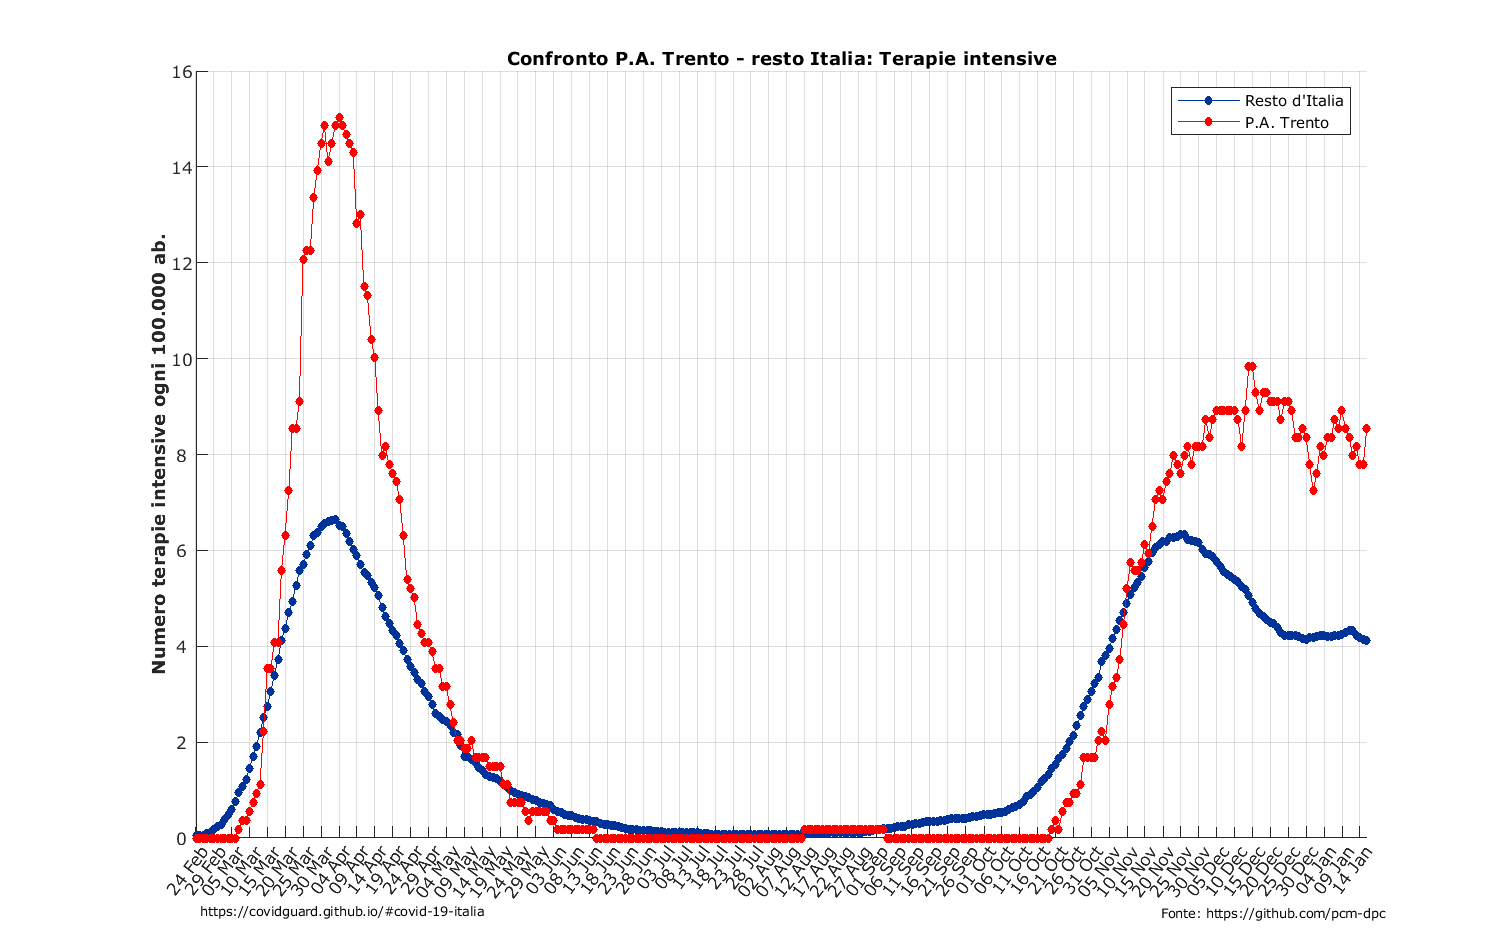 Confronto P.A. Trento - resto Italia: Terapie intensive
Numero terapie intensive ogni 100.000 ab.
16
14
12
10
8
6
4
2
0
Resto d'Italia
P.A. Trento
24 Feb
29 Feb
05 Mar
10 Mar
15 Mar
20 Mar
25 Mar
30 Mar
04 Apr
09 Apr
14 Apr
19 Apr
24 Apr
29 Apr
04 May
09 May
14 May
19 May
24 May
29 May
03 Jun
08 Jun
13 Jun
18 Jun
23 Jun
28 Jun
03 Jul
08 Jul
13 Jul
18 Jul
23 Jul
28 Jul
02 Aug
07 Aug
12 Aug
17 Aug
22 Aug
27 Aug
01 Sep
06 Sep
11 Sep
16 Sep
21 Sep
26 Sep
01 Oct
06 Oct
11 Oct
16 Oct
21 Oct
26 Oct
31 Oct
05 Nov
10 Nov
15 Nov
20 Nov
25 Nov
30 Nov
05 Dec
10 Dec
15 Dec
20 Dec
25 Dec
30 Dec
04 Jan
09 Jan
14 Jan
https://covidguard.github.io/#covid-19-italia
Fonte: https://github.com/pcm-dpc